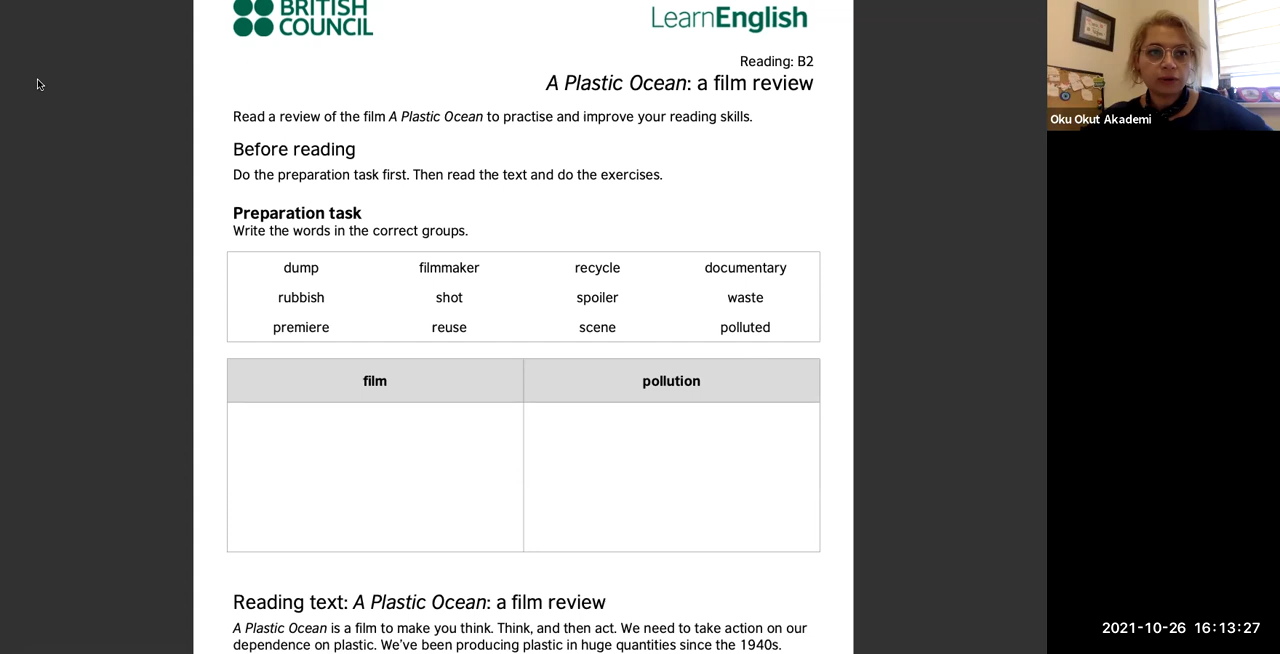 BRITISH
COUNCIL
LearnEnglish
Reading: B2
A Plastic Ocean: a film review
Read a review of the film A Plastic Ocean to practise and improve your reading skills.
Before reading
Do the preparation task first. Then read the text and do the exercises.
Preparation task
Write the words in the correct groups.
dump filmmaker recycle documentary
rubbish shot spoiler waste
premiere reuse scene polluted
film pollution
Reading text: A Plastic Ocean: a film review
A Plastic Ocean is a film to make you think. Think, and then act. We need to take action on our
dependence on plastic. We've been producing plastic in huge quantities since the 1940s.
Oku Okut Akademi
2021-10-26 16:13:27